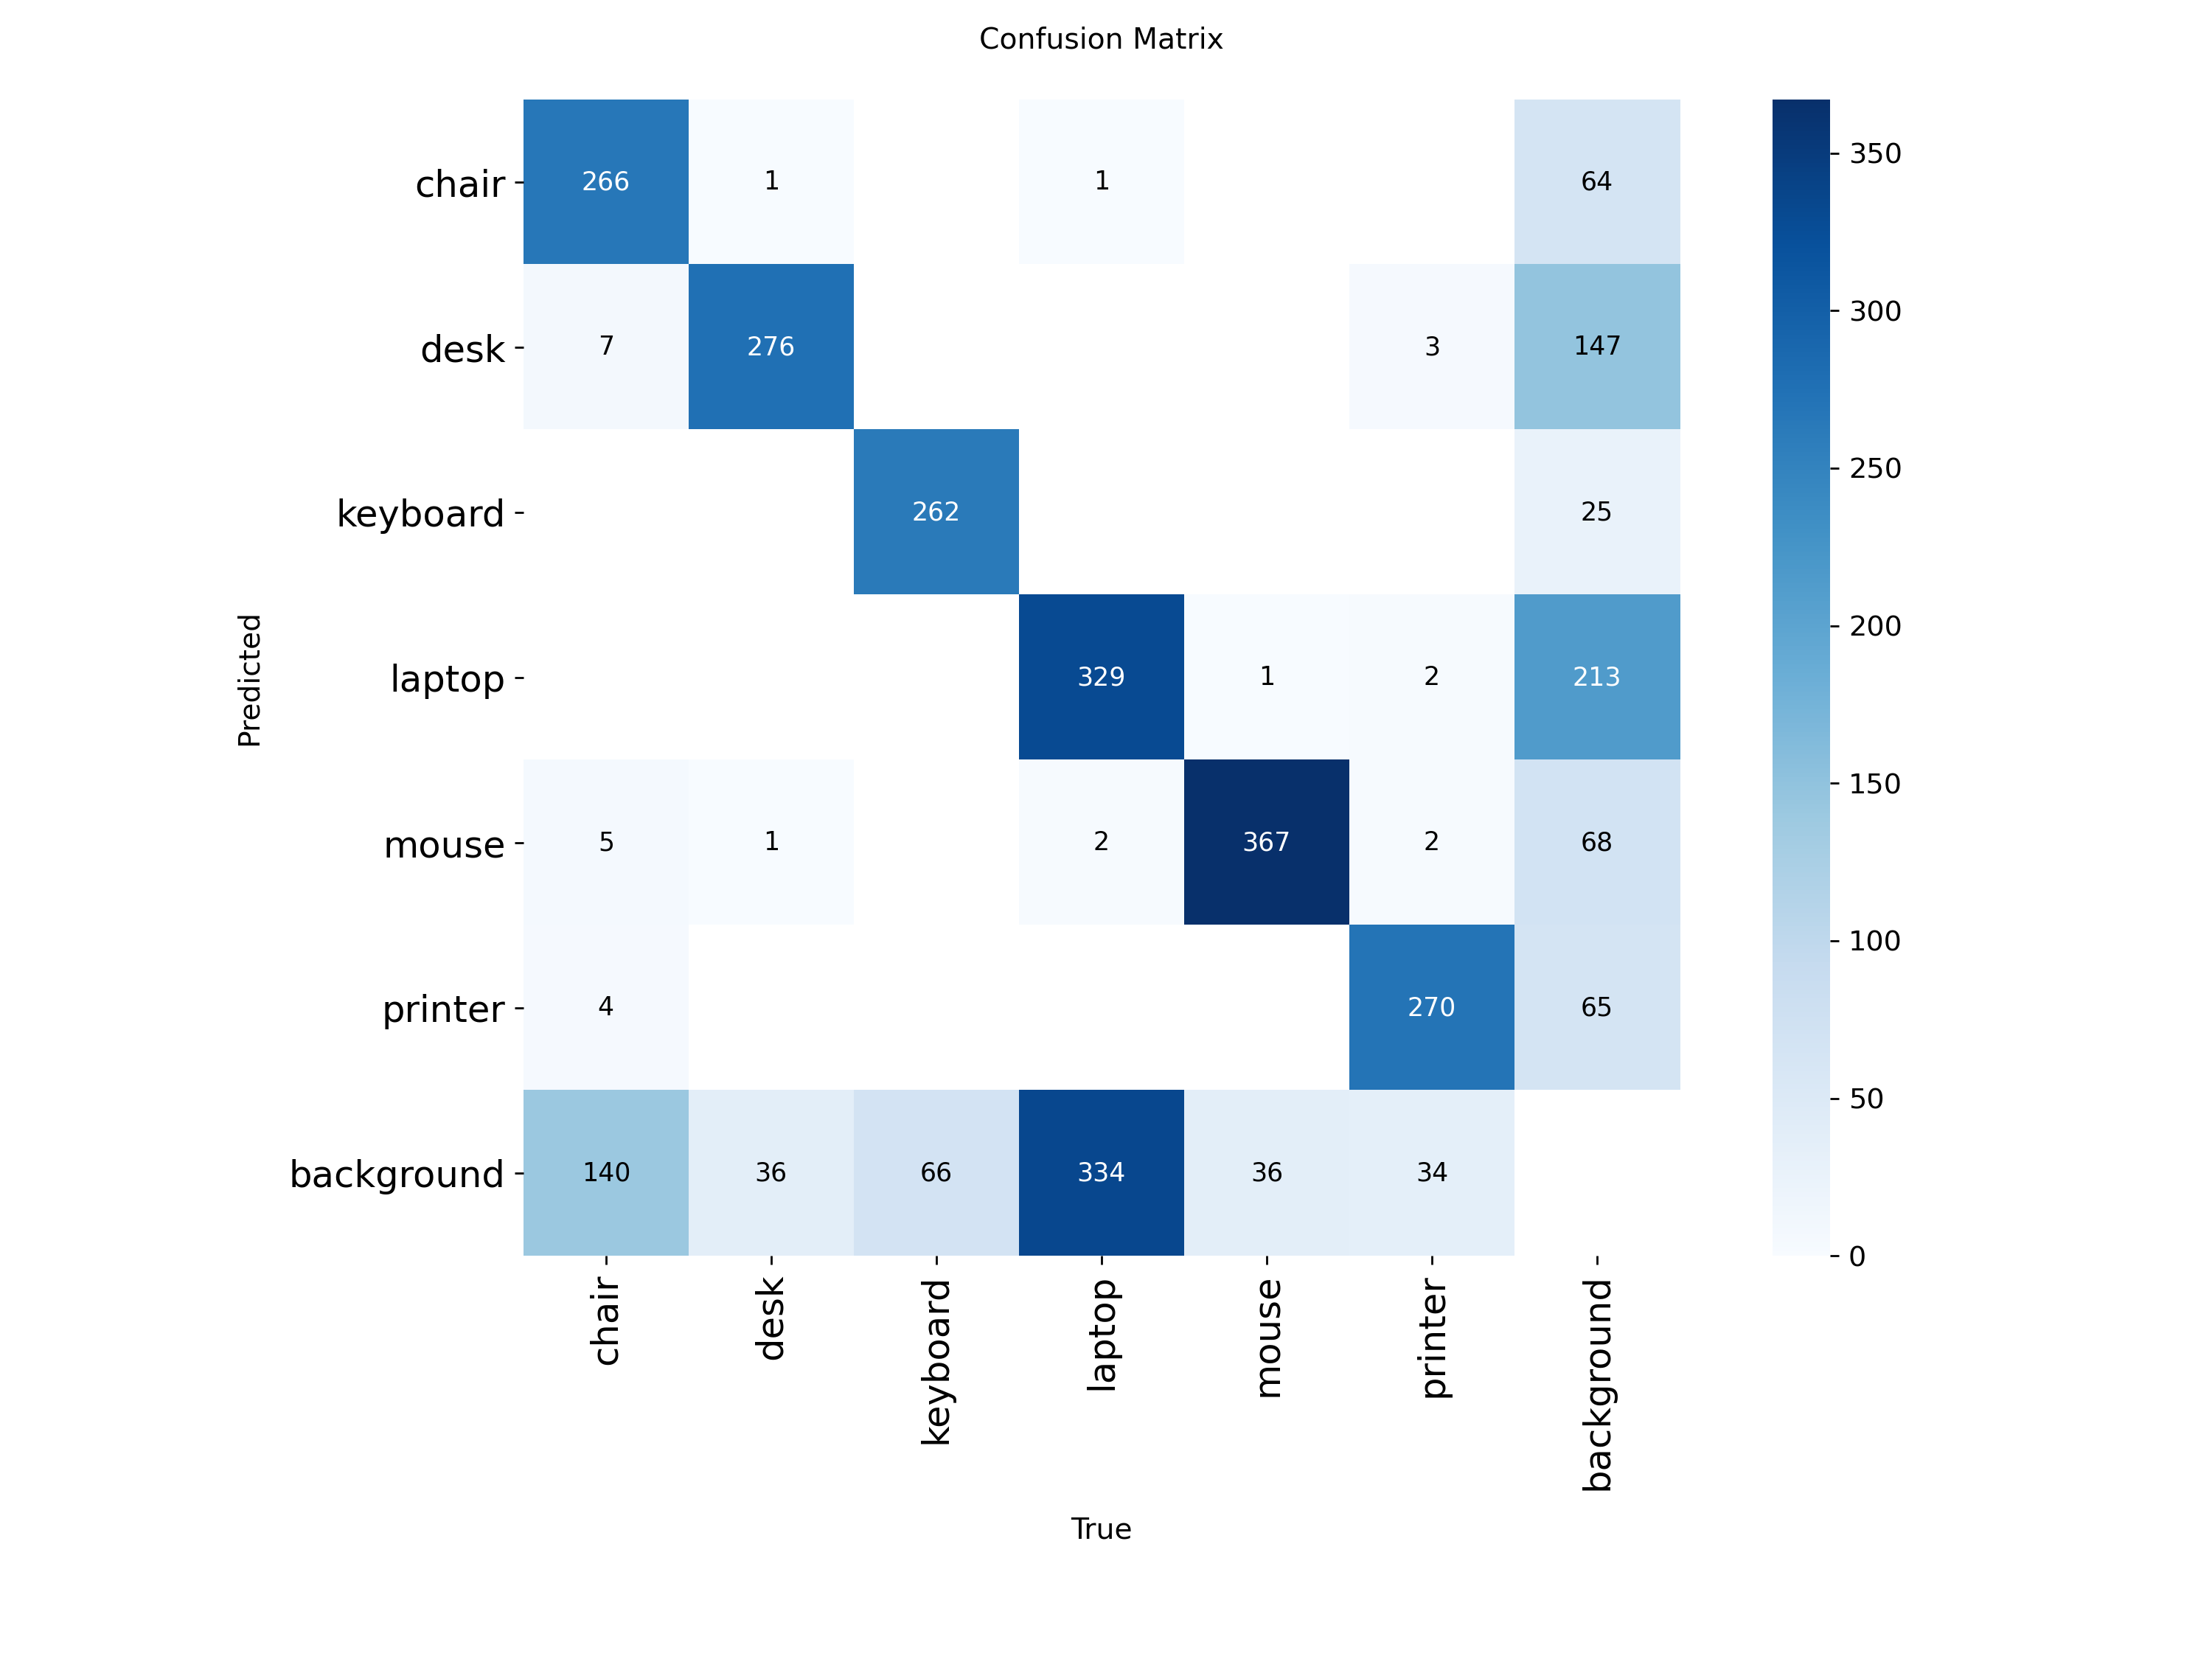 Confusion Matrix
chair 266 1 1 64
desk 7 276 3 147
keyboard 262 25
laptop 329 1 2 213
mouse 5 1 2 367 2 68
printer 4 270 65
background 140 36 66 334 36 34
chair desk keyboard laptop mouse printer background
True
Predicted
350
300
250
200
150
100
50
0